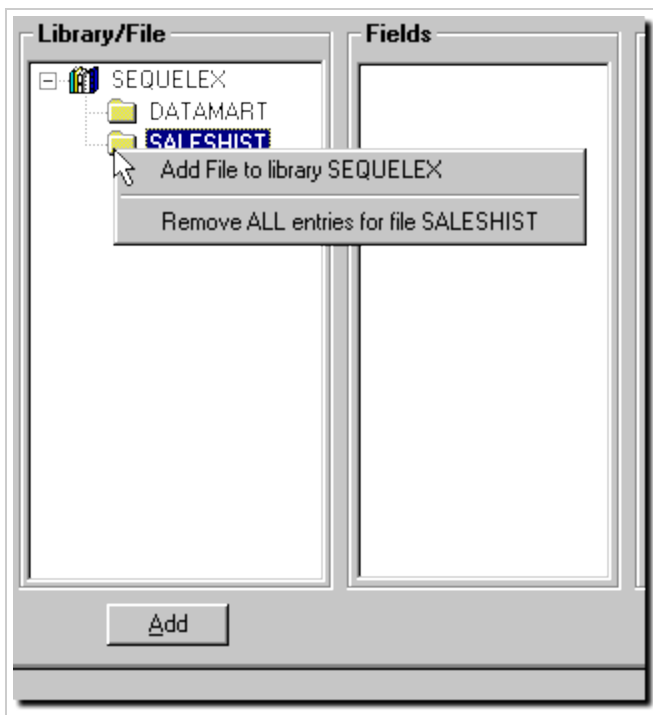 Library/File
Fields
SEQUELEX
DATAMART
SALESHIST
Add File to library SEQUELEX
Remove ALL entries for file SALESHIST
Add